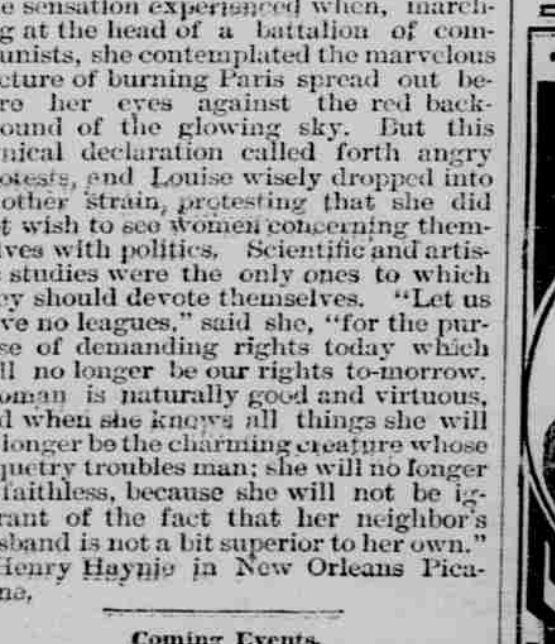 e sensation experienced when, march-
g at the head of a battalion of com-
unists, she contemplated the marvelous
cture of burning Paris spread out be-
re her eyes against the red back-
ound of the glowing sky. But this
nical declaration called forth angry
otests, and Louise wisely dropped into
other strain, protesting that she did
t wish to see women concerning them-
lves with politics. Scientific and artis-
studies were the only ones to which
ey should devote themselves. "Let us
ve no leagues," said she, "for the pur-
se of demanding rights today which
ll no longer be our rights to-morrow.
oman is naturally good and virtuous,
d when she knows all things she will
longer be the charming creature whose
quetry troubles man; she will no longer
faithless, because she will not be ig-
rant of the fact that her neighbor's
sband is not a bit superior to her own."
Henry Haynie in New Orleans Pica-
ne.
Coming Events.